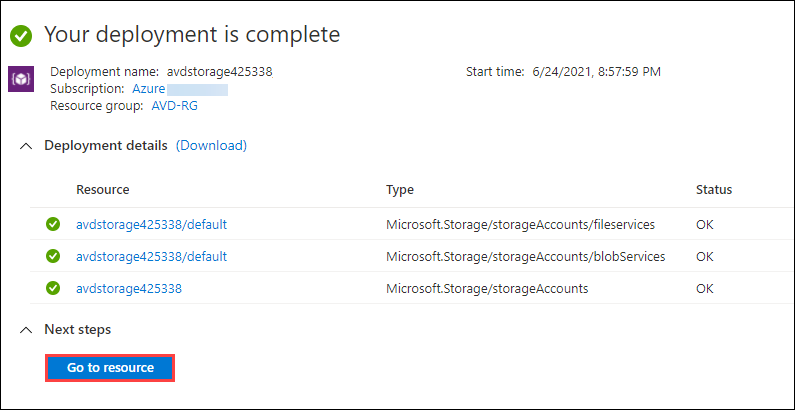 Your deployment is complete
Deployment name: avdstorage425338
Start time: 6/24/2021, 8:57:59 PM
Subscription: Azure
Resource group: AVD-RG
Deployment details (Download)
Resource Type Status
avdstorage425338/default Microsoft.Storage/storageAccounts/fileservices OK
avdstorage425338/default Microsoft.Storage/storageAccounts/blobServices OK
avdstorage425338 Microsoft.Storage/storageAccounts OK
Next steps
Go to resource